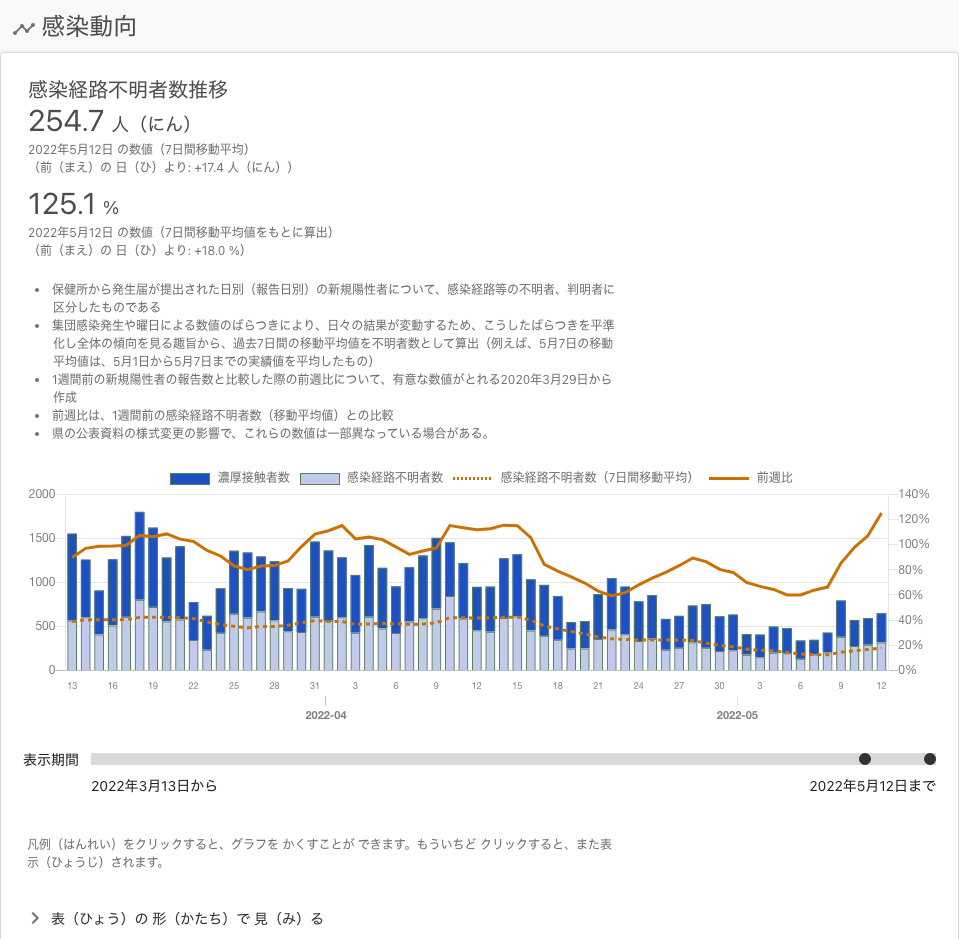 感染動向
感染経路不明者数推移
254.7 人（にん）
2022年5月12日 の数値（7日間移動平均）
（前（まえ）の 日（ひ）より: +17.4 人（にん））
125.1 %
2022年5月12日 の数値（7日間移動平均値をもとに算出）
（前（まえ）の 日（ひ）より: +18.0 %）
• 保健所から発生届が提出された日別（報告日別）の新規陽性者について、感染経路等の不明者、判明者に
区分したものである
• 集団感染発生や曜日による数値のばらつきにより、日々の結果が変動するため、こうしたばらつきを平準
化し全体の傾向を見る趣旨から、過去7日間の移動平均値を不明者数として算出（例えば、5月7日の移動
平均値は、5月1日から5月7日までの実績値を平均したもの）
• 1週間前の新規陽性者の報告数と比較した際の前週比について、有意な数値がとれる2020年3月29日から
作成
• 前週比は、1週間前の感染経路不明者数（移動平均値）との比較
• 県の公表資料の様式変更の影響で、これらの数値は一部異なっている場合がある。
濃厚接触者数 感染経路不明者数 感染経路不明者数（7日間移動平均） 前週比
2000 140%
120%
1500 100%
1000 80%
60%
500 40%
20%
0 0%
13 16 19 22 25 28 31 3 6 9 12 15 18 21 24 27 30 3 6 9 12
2022-04 2022-05
表示期間
2022年3月13日から 2022年5月12日まで
凡例（はんれい）をクリックすると、グラフを かくすことが できます。もういちど クリックすると、また表
示（ひょうじ）されます。
表（ひょう）の 形（かたち）で 見（み）る